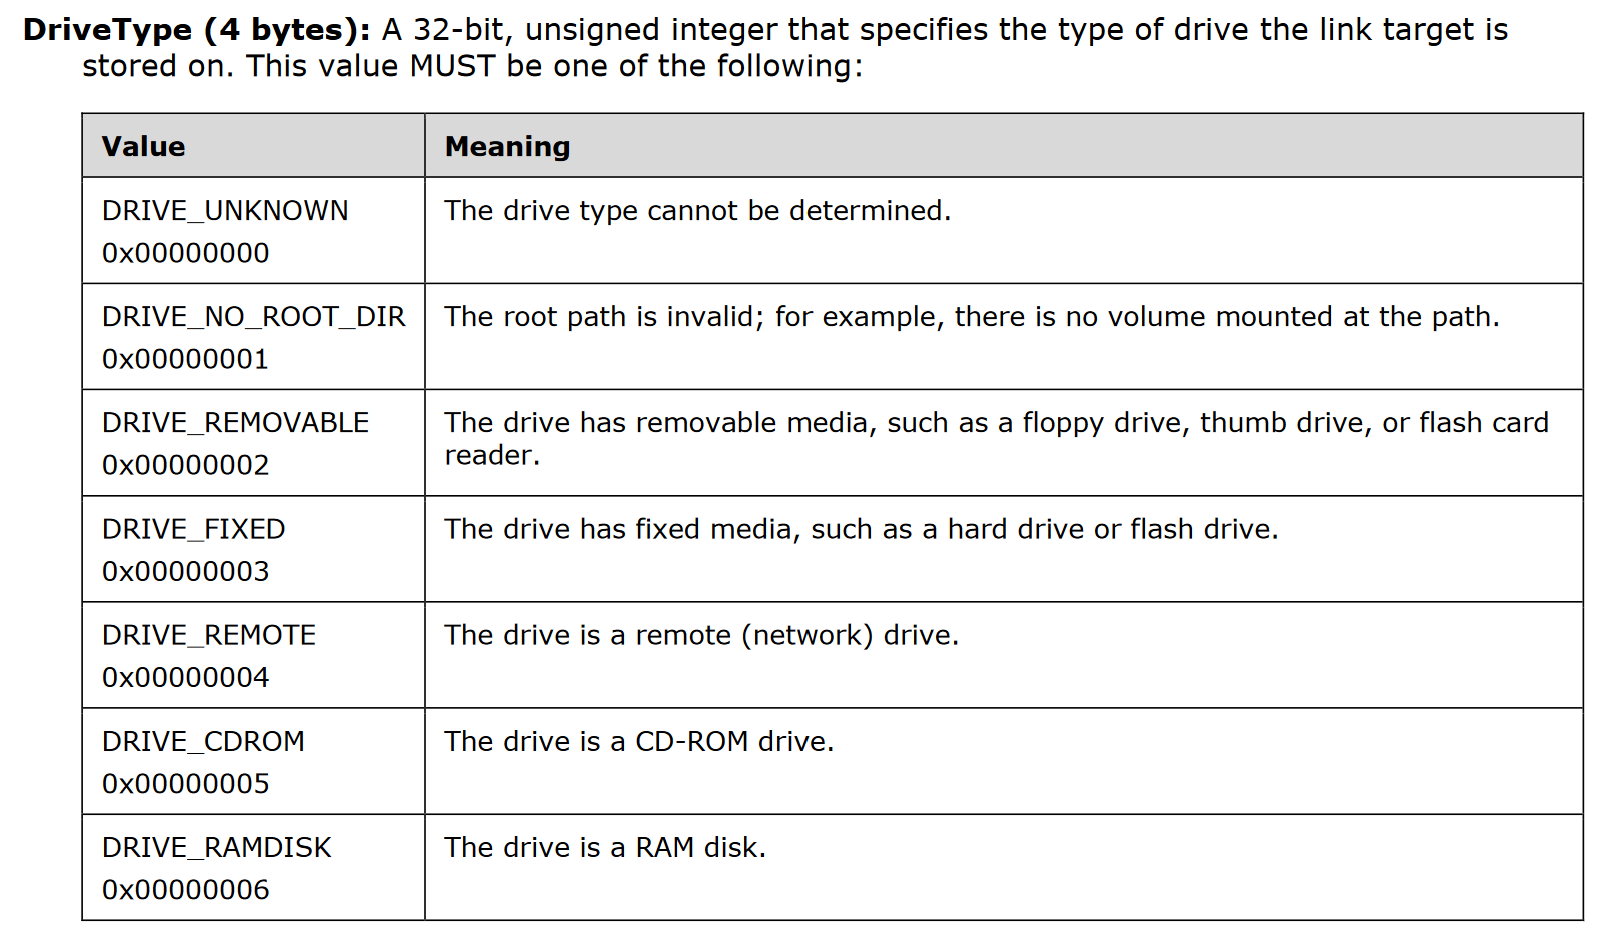 DriveType (4 bytes): A 32-bit, unsigned integer that specifies the type of drive the link target is
stored on. This value MUST be one of the following:
Value Meaning
DRIVE_UNKNOWN The drive type cannot be determined.
0x00000000
DRIVE_NO_ROOT_DIR The root path is invalid; for example, there is no volume mounted at the path.
0x00000001
DRIVE_REMOVABLE The drive has removable media, such as a floppy drive, thumb drive, or flash card
reader.
0x00000002
DRIVE_FIXED The drive has fixed media, such as a hard drive or flash drive.
0x00000003
DRIVE_REMOTE The drive is a remote (network) drive.
0x00000004
DRIVE_CDROM The drive is a CD-ROM drive.
0x00000005
DRIVE_RAMDISK The drive is a RAM disk.
0x00000006